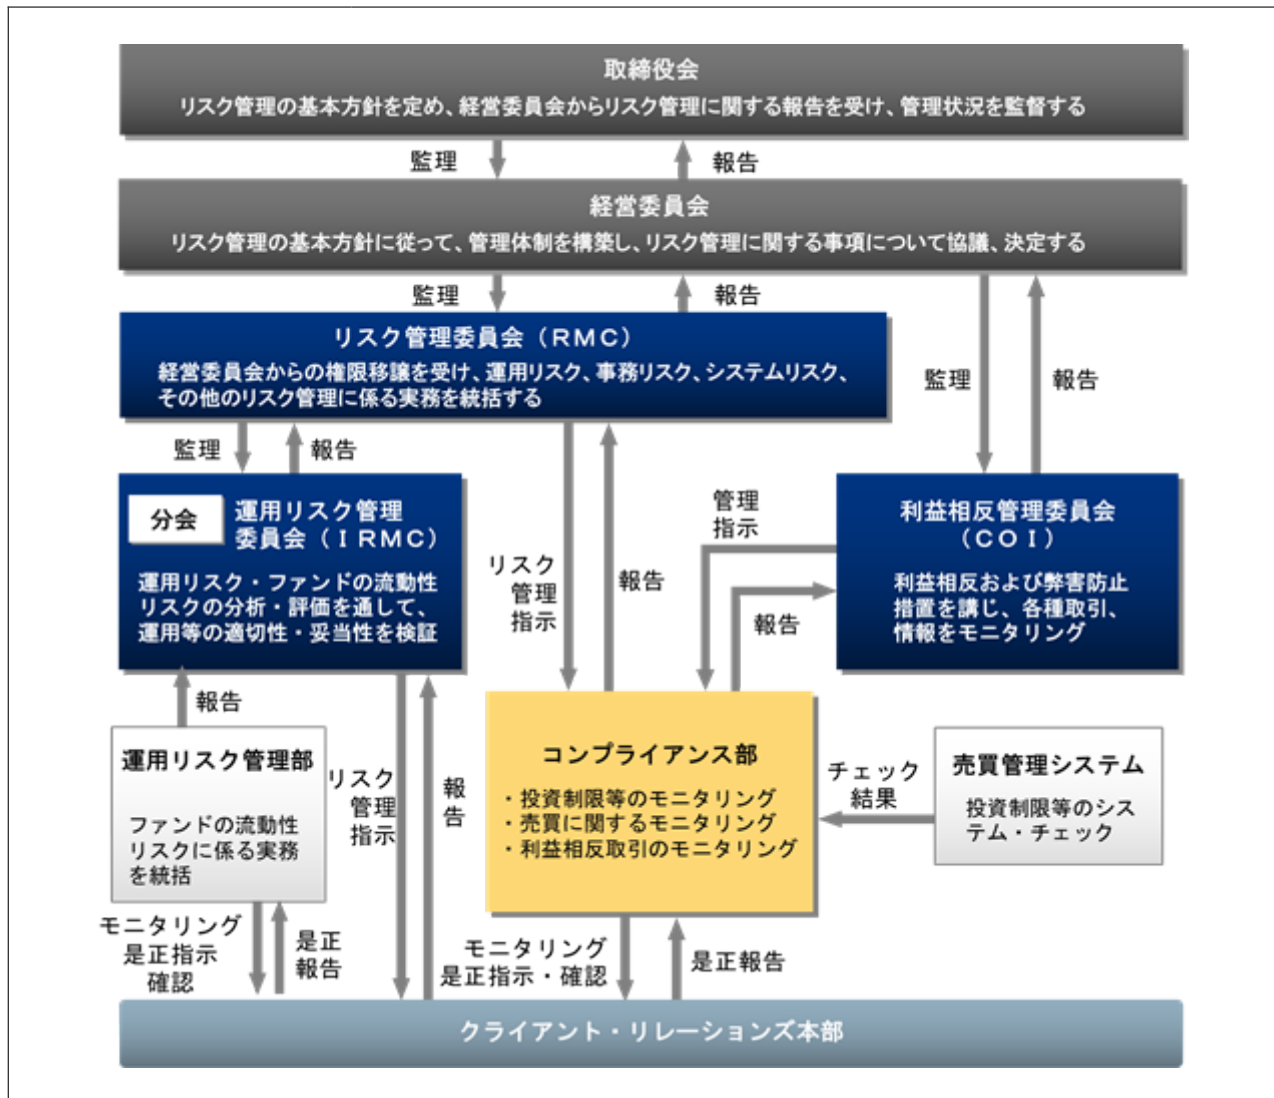 取締役会
リスク管理の基本方針を定め、経営委員会からリスク管理に関する報告を受け、管理状況を監督する
監理
報告
経営委員会
リスク管理の基本方針に従って、管理体制を構築し、リスク管理に関する事項について協議、決定する
監理
報告
リスク管理委員会（ＲＭＣ）
経営委員会からの権限移譲を受け、運用リスク、事務リスク、システムリスク、
その他のリスク管理に係る実務を統括する
監理
報告
監理
報告
分会
運用リスク管理
委員会（ＩＲＭＣ）
運用リスク・ファンドの流動性
リスクの分析・評価を通して、
運用等の適切性・妥当性を検証
リスク
管理
指示
報告
管理
指示
報告
利益相反管理委員会
（ＣＯＩ）
利益相反および弊害防止
措置を講じ、各種取引、
情報をモニタリング
報告
運用リスク管理部
ファンドの流動性
リスクに係る実務
を統括
リスク
管理
指示
報告
コンプライアンス部
・投資制限等のモニタリング
・売買に関するモニタリング
・利益相反取引のモニタリング
チェック
結果
売買管理システム
投資制限等のシス
テム・チェック
モニタリング
是正指示
確認
是正
報告
モニタリング
是正指示・確認
是正報告
クライアント・リレーションズ本部